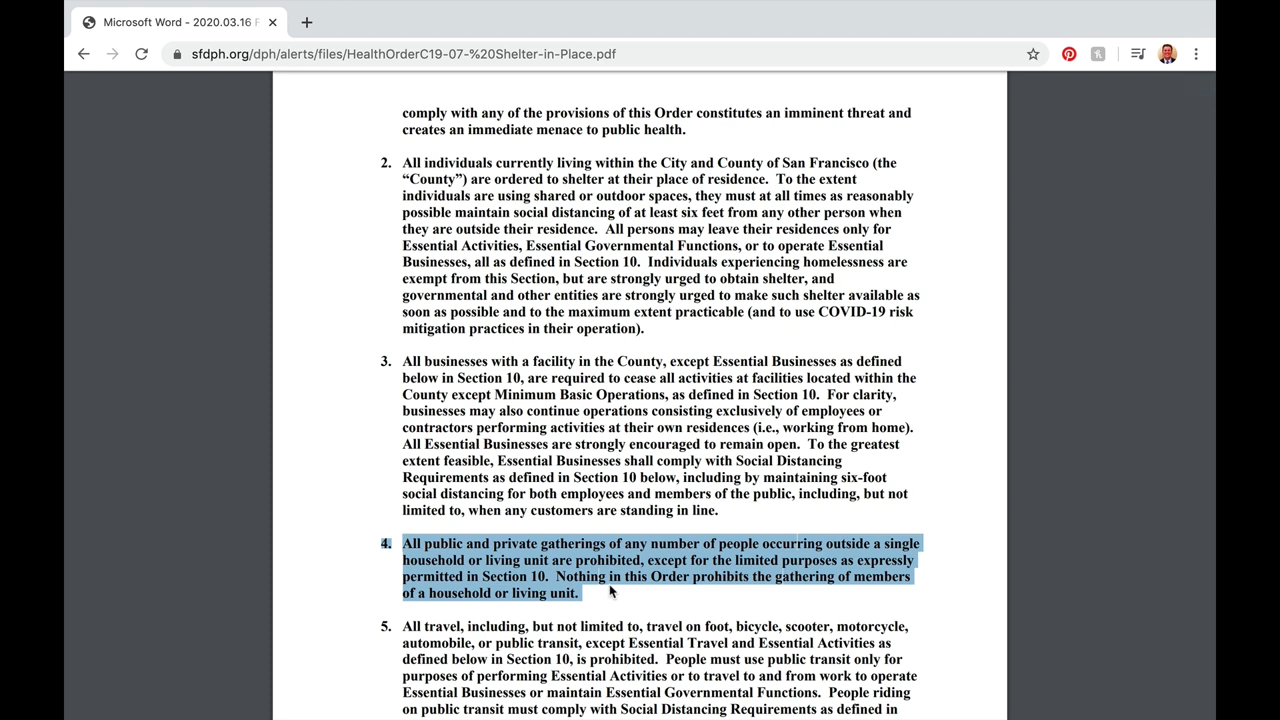 Microsoft Word - 2020.03.16 F
sfdph.org/dph/alerts/files/HealthOrderC19-07-%20Shelter-in-Place.pdf
comply with any of the provisions of this Order constitutes an imminent threat and
creates an immediate menace to public health.
2. All individuals currently living within the City and County of San Francisco (the
“County”) are ordered to shelter at their place of residence. To the extent
individuals are using shared or outdoor spaces, they must at all times as reasonably
possible maintain social distancing of at least six feet from any other person when
they are outside their residence. All persons may leave their residences only for
Essential Activities, Essential Governmental Functions, or to operate Essential
Businesses, all as defined in Section 10. Individuals experiencing homelessness are
exempt from this Section, but are strongly urged to obtain shelter, and
governmental and other entities are strongly urged to make such shelter available as
soon as possible and to the maximum extent practicable (and to use COVID-19 risk
mitigation practices in their operation).
3. All businesses with a facility in the County, except Essential Businesses as defined
below in Section 10, are required to cease all activities at facilities located within the
County except Minimum Basic Operations, as defined in Section 10. For clarity,
businesses may also continue operations consisting exclusively of employees or
contractors performing activities at their own residences (i.e., working from home).
All Essential Businesses are strongly encouraged to remain open. To the greatest
extent feasible, Essential Businesses shall comply with Social Distancing
Requirements as defined in Section 10 below, including by maintaining six-foot
social distancing for both employees and members of the public, including, but not
limited to, when any customers are standing in line.
4. All public and private gatherings of any number of people occurring outside a single
household or living unit are prohibited, except for the limited purposes as expressly
permitted in Section 10. Nothing in this Order prohibits the gathering of members
of a household or living unit.
5. All travel, including, but not limited to, travel on foot, bicycle, scooter, motorcycle,
automobile, or public transit, except Essential Travel and Essential Activities as
defined below in Section 10, is prohibited. People must use public transit only for
purposes of performing Essential Activities or to travel to and from work to operate
Essential Businesses or maintain Essential Governmental Functions. People riding
on public transit must comply with Social Distancing Requirements as defined in